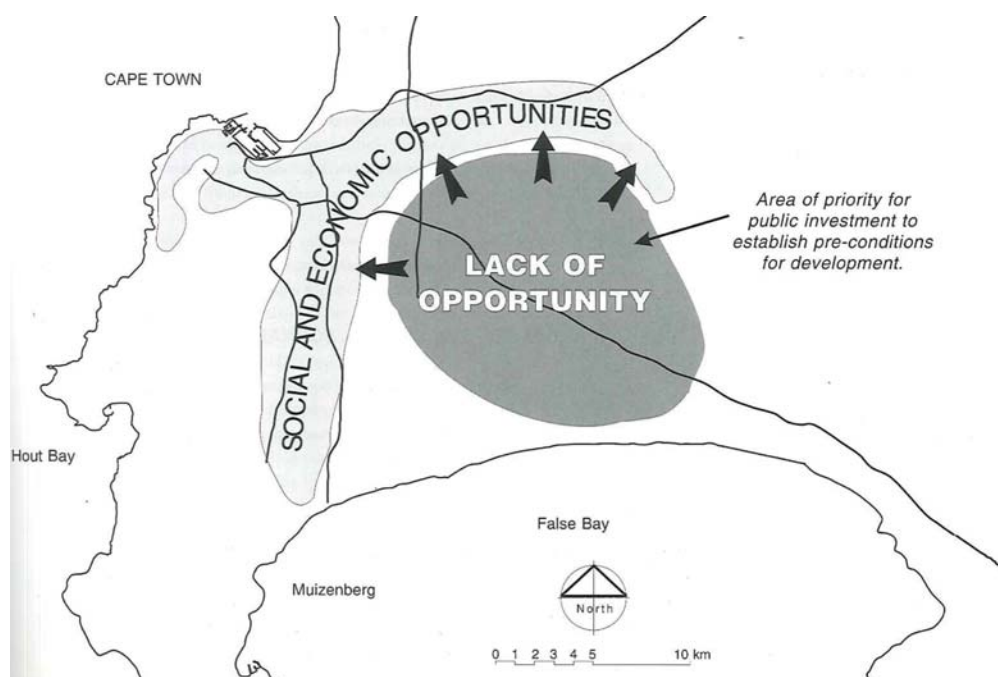 CAPE TOWN
SOCIAL AND ECONOMIC OPPORTUNITIES
Area of priority for
public investment to
establish pre-conditions
for development.
LACK OF
OPPORTUNITY
Hout Bay
False Bay
Muizenberg
North
0 1 2 3 4 5 10 km